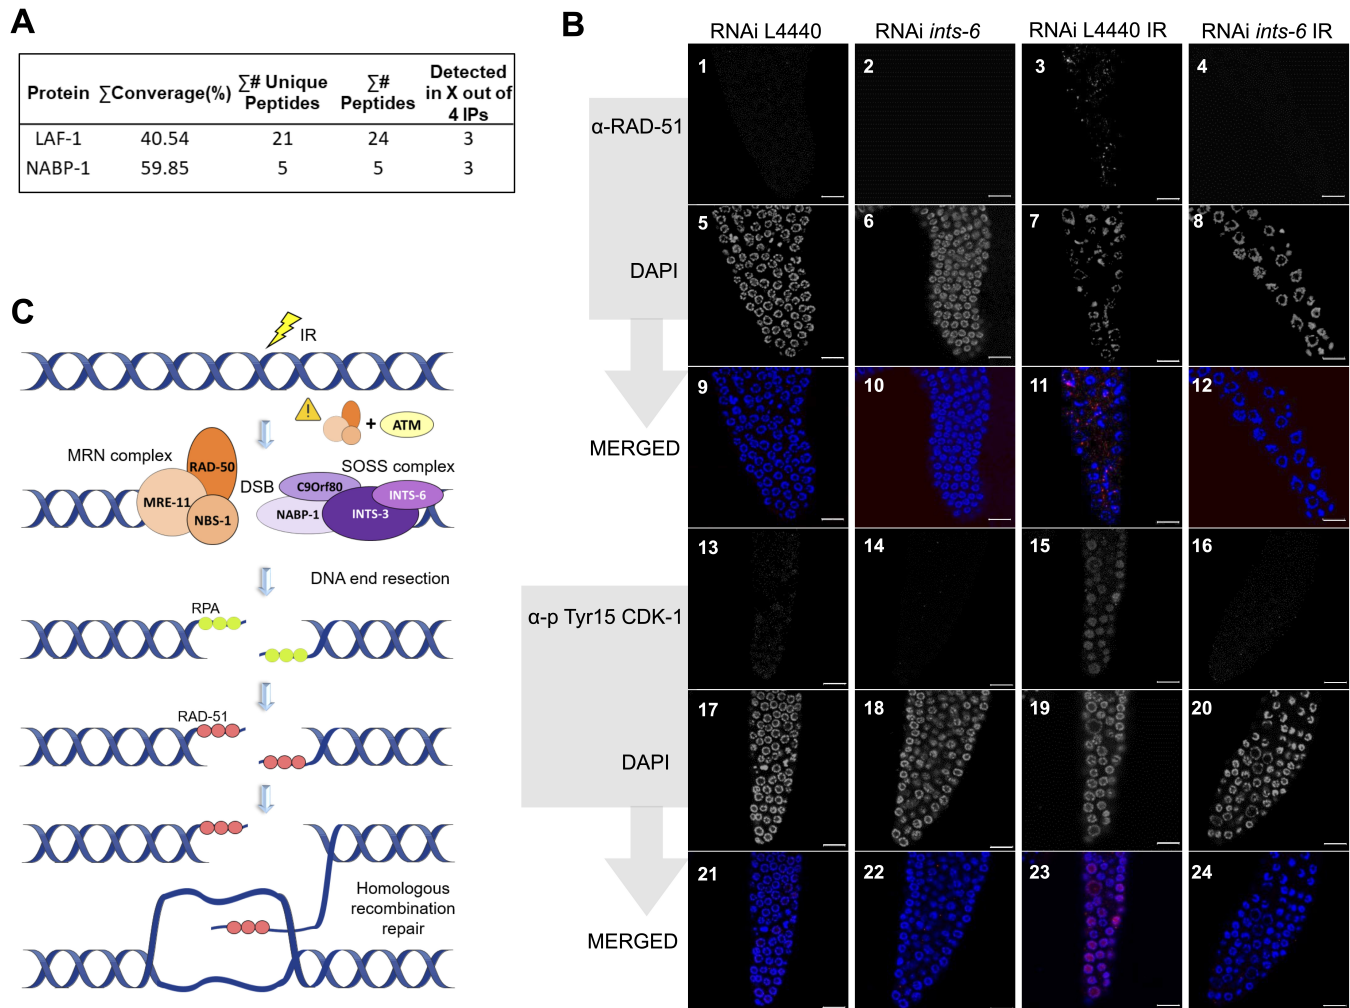 A
Protein ∑Converage(%) ∑# Unique Peptides ∑# Peptides Detected in X out of 4 IPs
LAF-1 40.54 21 24 3
NABP-1 59.85 5 5 3
B
RNAi L4440 RNAi ints-6 RNAi L4440 IR RNAi ints-6 IR
α-RAD-51
1 2 3 4
DAPI
5 6 7 8
MERGED
9 10 11 12
α-p Tyr15 CDK-1
13 14 15 16
DAPI
17 18 19 20
MERGED
21 22 23 24
C
IR
! + ATM
MRN complex
SOSS complex
RAD-50
MRE-11
NBS-1
DSB
C9Orf80
INTS-6
NABP-1
INTS-3
DNA end resection
RPA
RAD-51
Homologous
recombination
repair